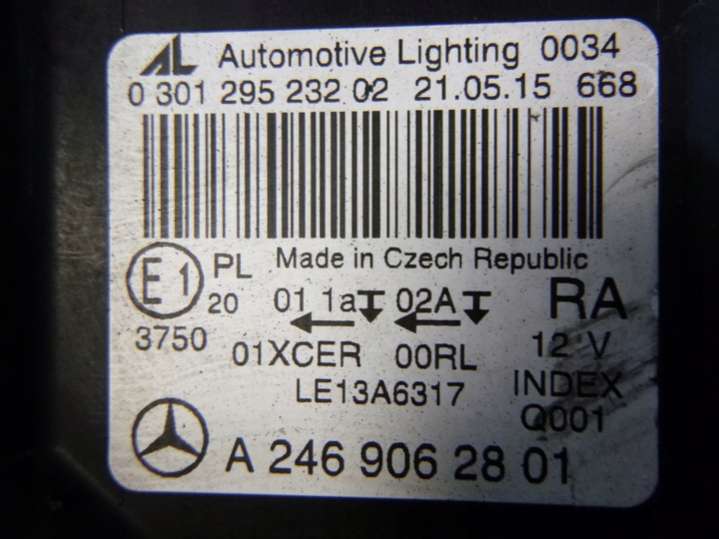 AL Automotive Lighting 0034
0 301 295 232 02 21.05.15 668
Made in Czech Republic
E1 PL 01 1a 02A RA
20
3750 01XCER 00RL 12 V
LE13A6317 INDEX
Q001
A 246 906 28 01